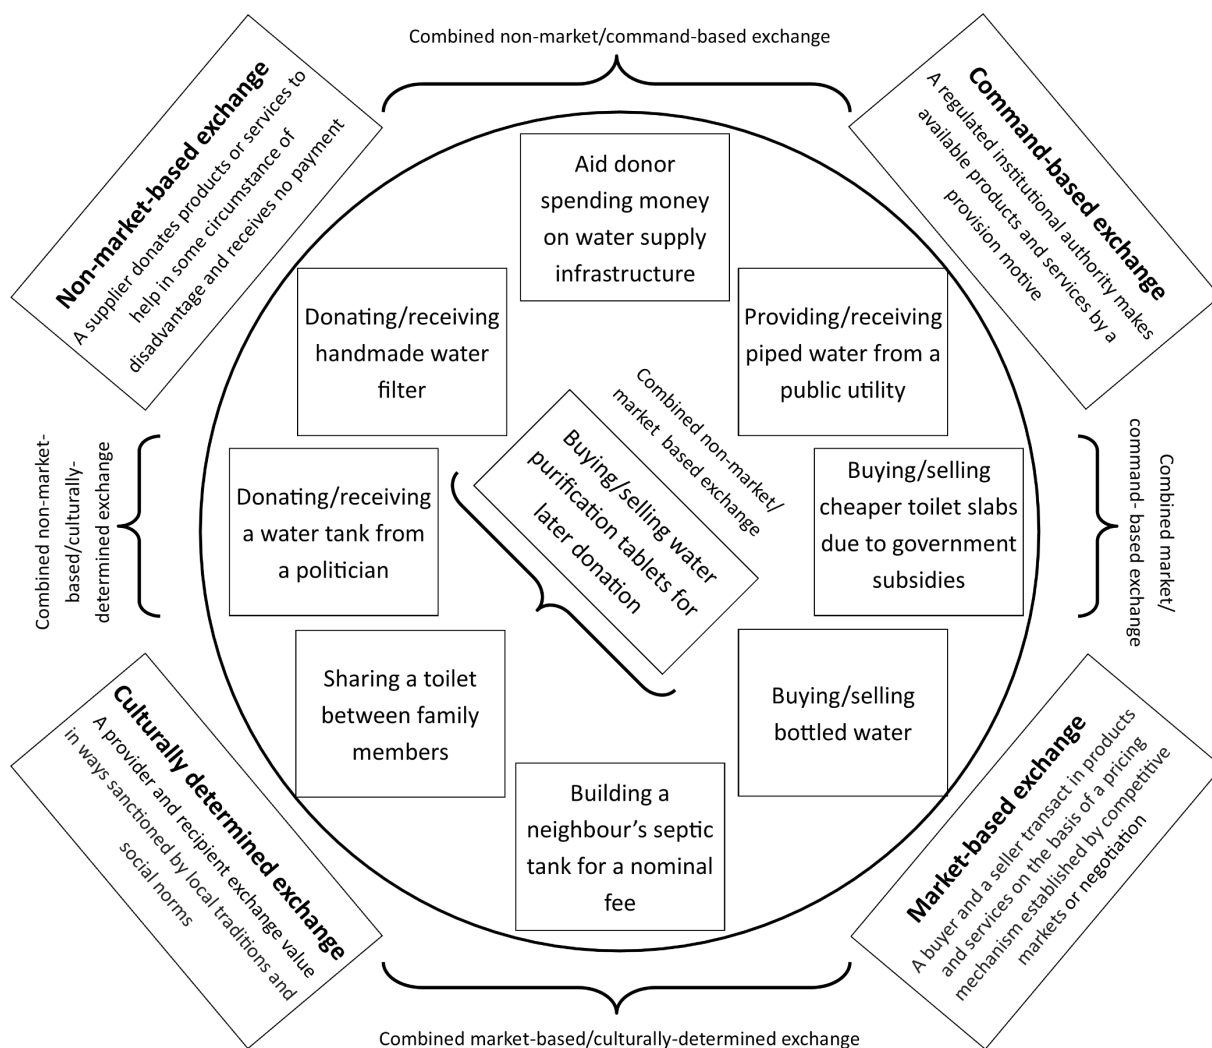 Combined non-market/command-based exchange
Non-market-based exchange
A supplier donates products or services to
help in some circumstance of
disadvantage and receives no payment
Command-based exchange
A regulated institutional authority makes
available products and services by a
provision motive
Aid donor
spending money
on water supply
infrastructure
Donating/receiving
handmade water
filter
Providing/receiving
piped water from a
public utility
Combined non-market/
market based exchange
Buying/selling water
purification tablets for
later donation
Combined non-market-
based/culturally-
determined exchange
Donating/receiving
a water tank from
a politician
Buying/selling
cheaper toilet slabs
due to government
subsidies
Combined market/
command- based exchange
Sharing a toilet
between family
members
Buying/selling
bottled water
Building a
neighbour’s septic
tank for a nominal
fee
Culturally determined exchange
A provider and recipient exchange value
in ways sanctioned by local traditions and
social norms
Market-based exchange
A buyer and a seller transact in products
and services on the basis of a pricing
mechanism established by competitive
markets or negotiation
Combined market-based/culturally-determined exchange